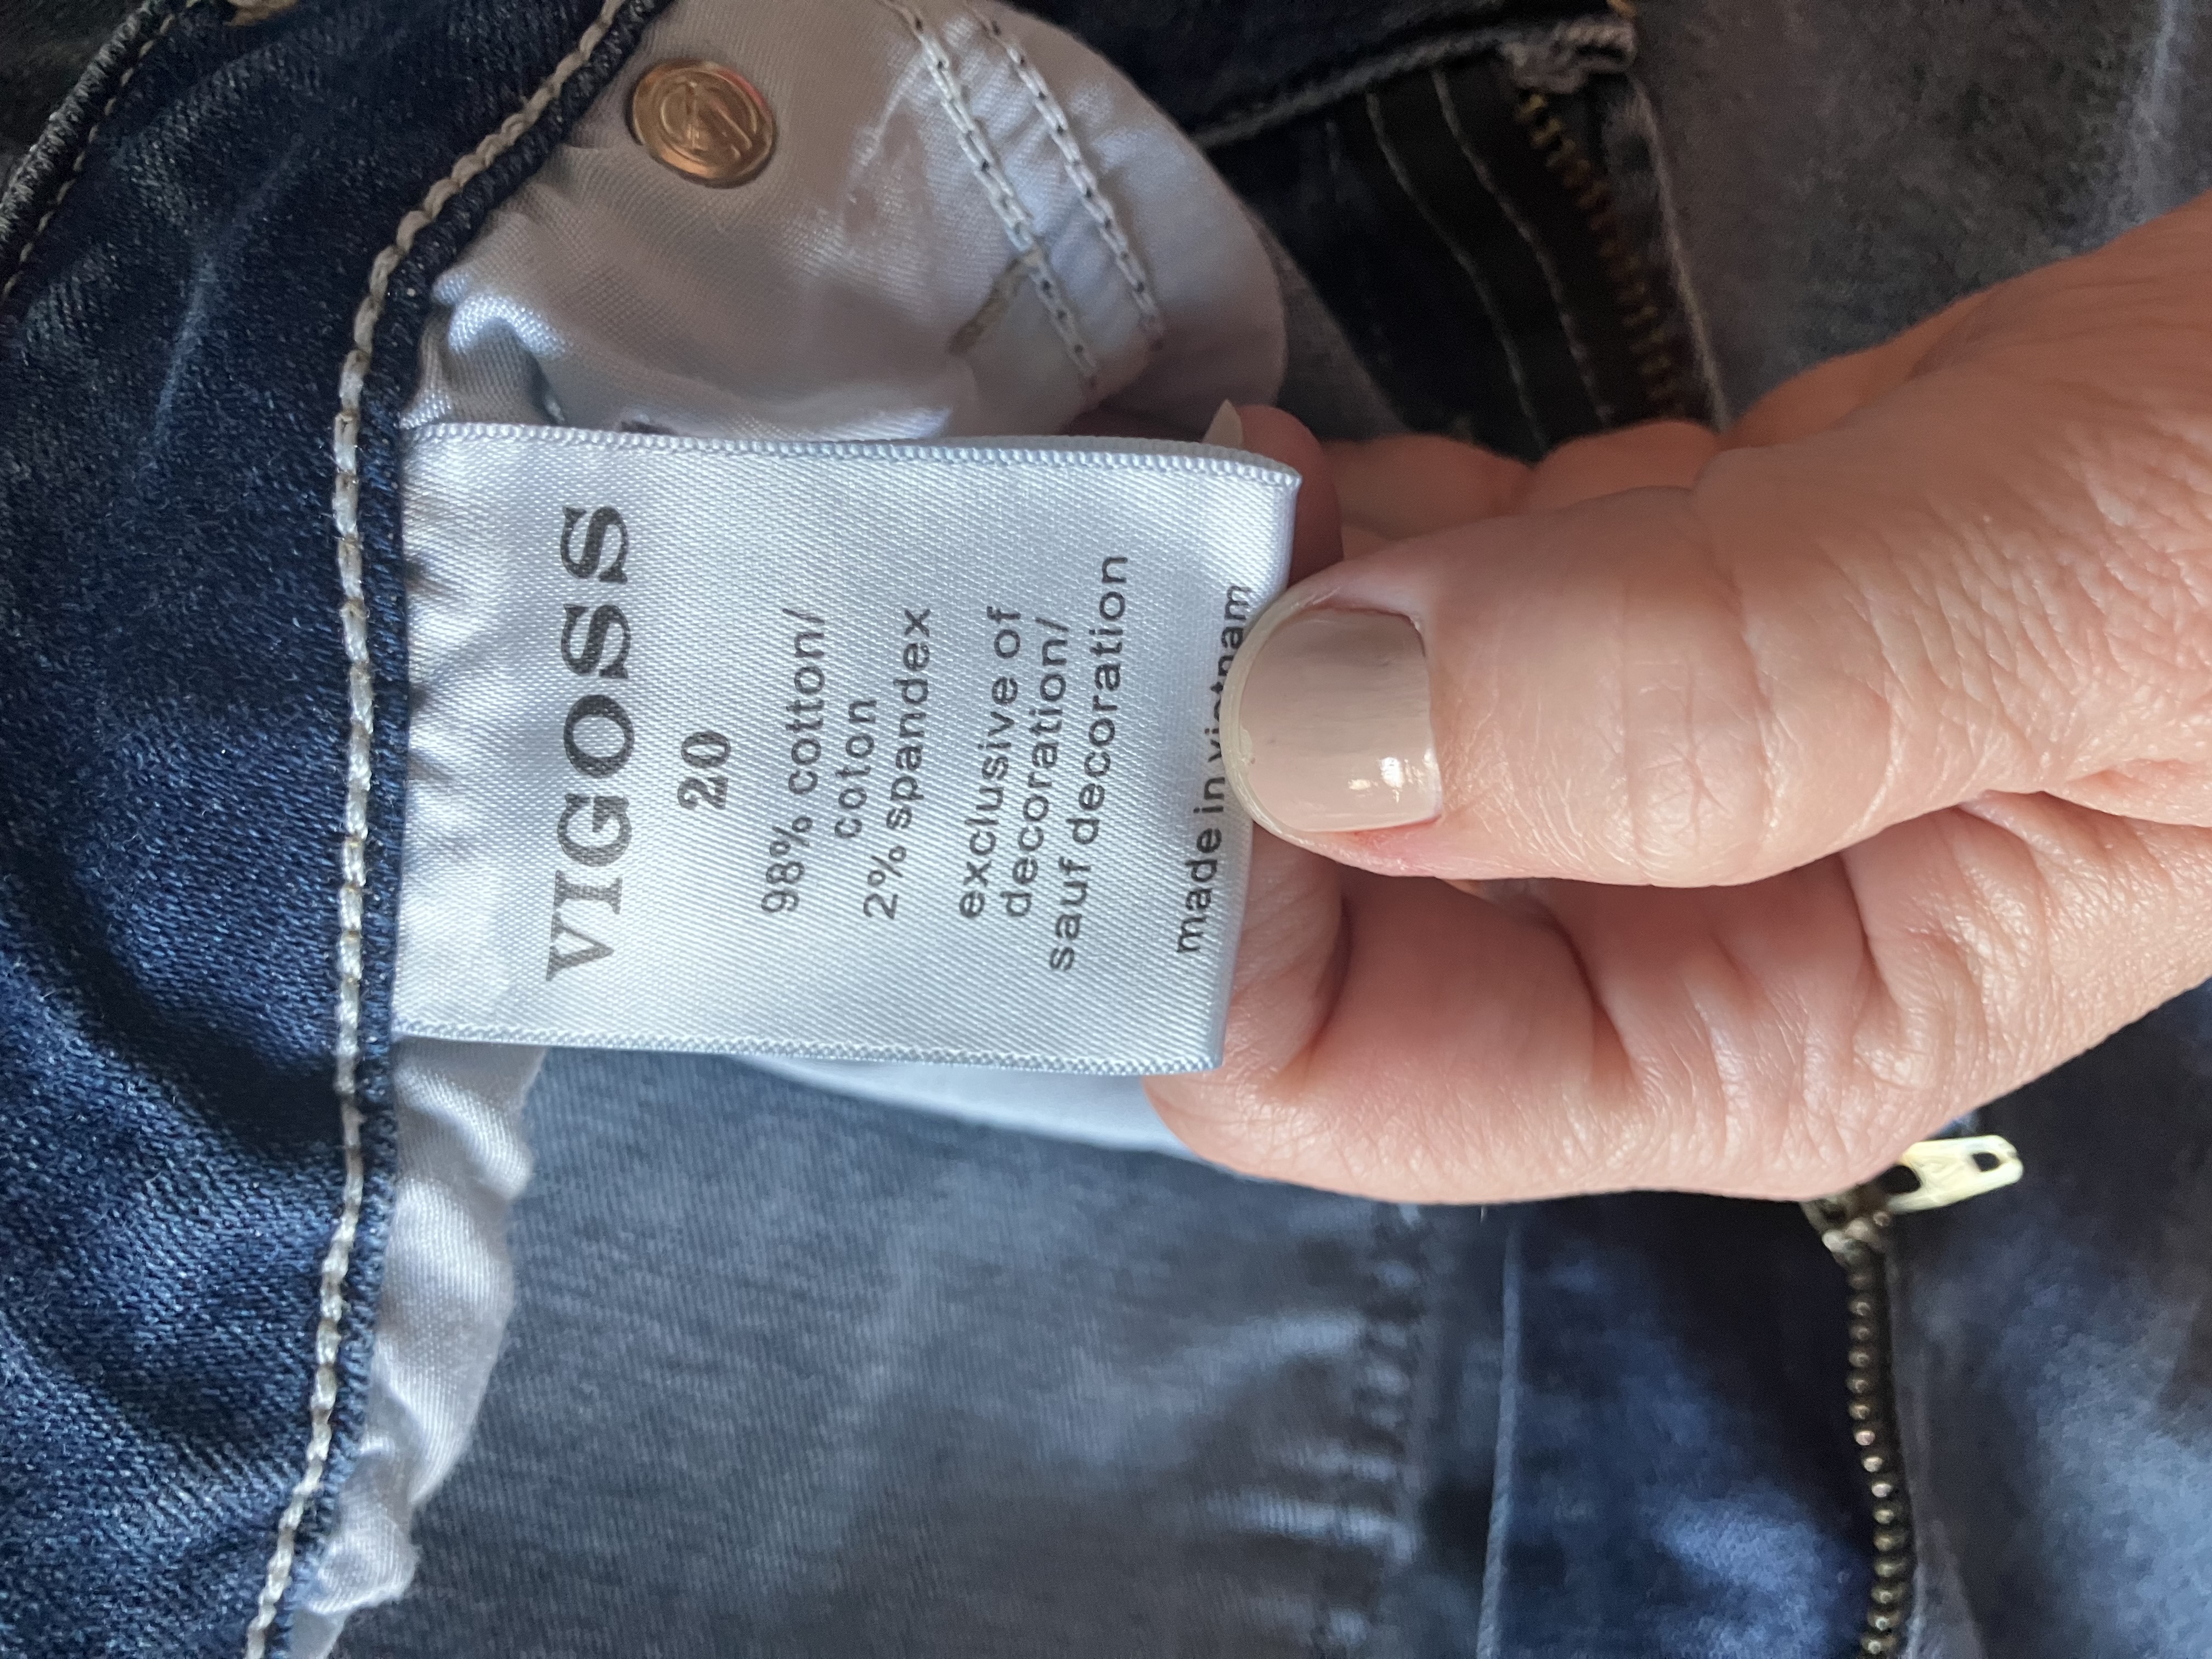 VIGOSS
20
98% cotton/
coton
2% spandex
exclusive of
decoration/
sauf decoration
made in vietnam